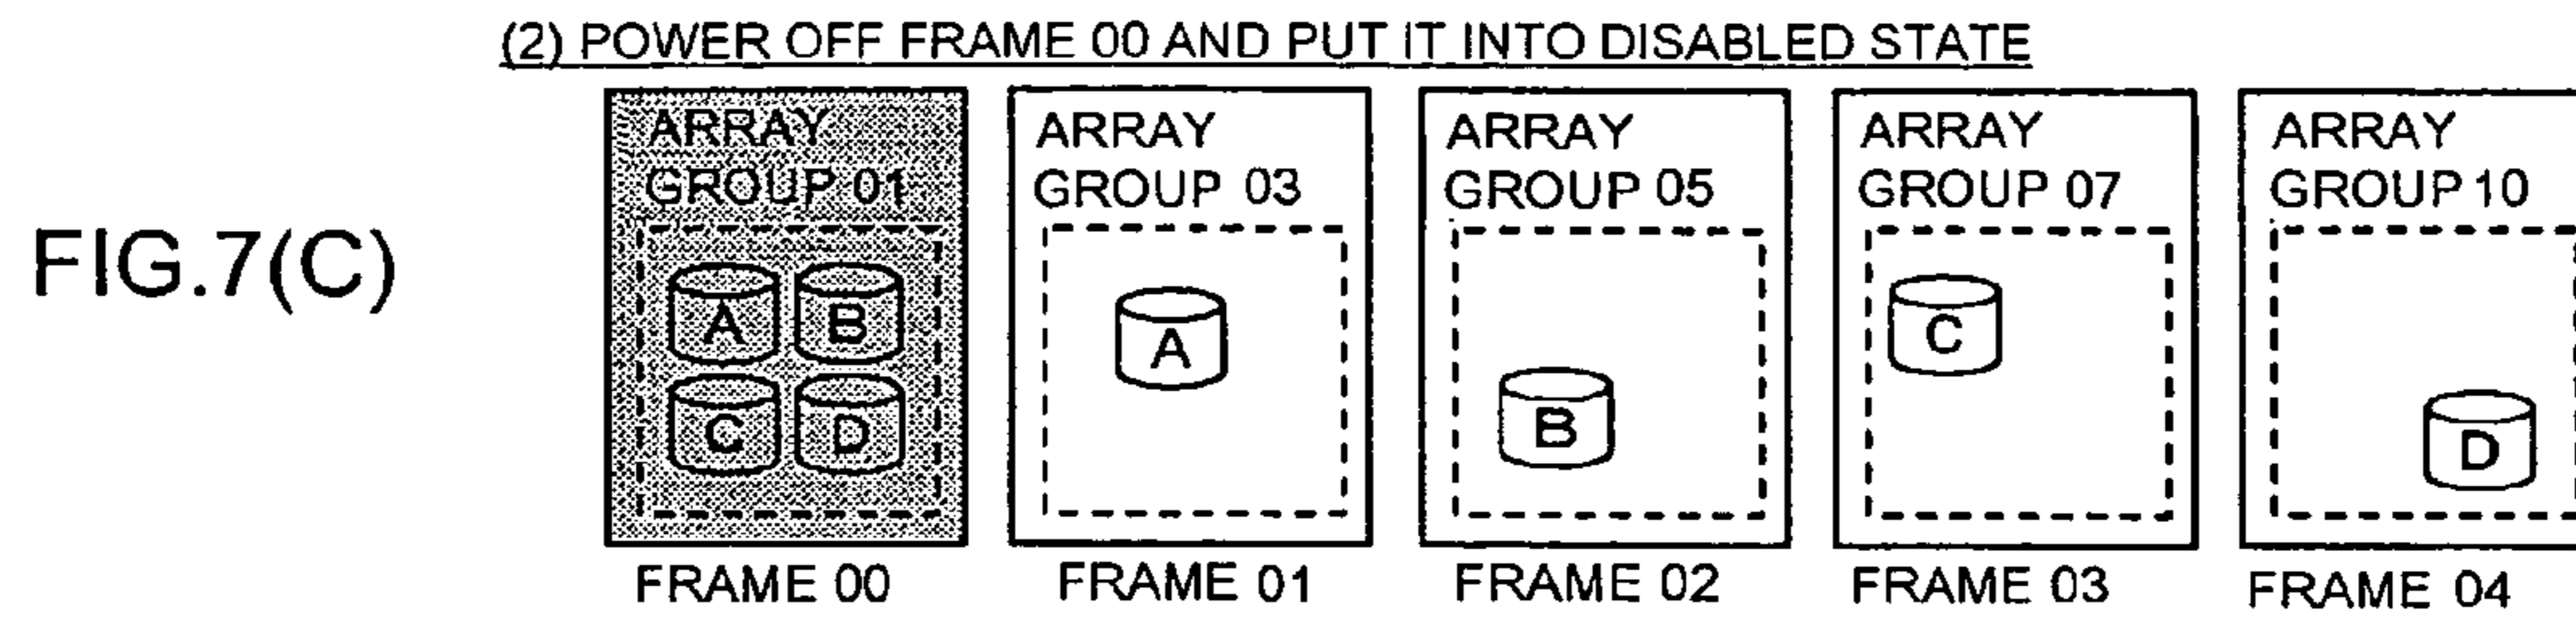 (2) POWER OFF FRAME 00 AND PUT IT INTO DISABLED STATE
FIG.7(C)
ARRAY
GROUP 01
A B
C D
FRAME 00
ARRAY
GROUP 03
A
FRAME 01
ARRAY
GROUP 05
B
FRAME 02
ARRAY
GROUP 07
C
FRAME 03
ARRAY
GROUP 10
D
FRAME 04